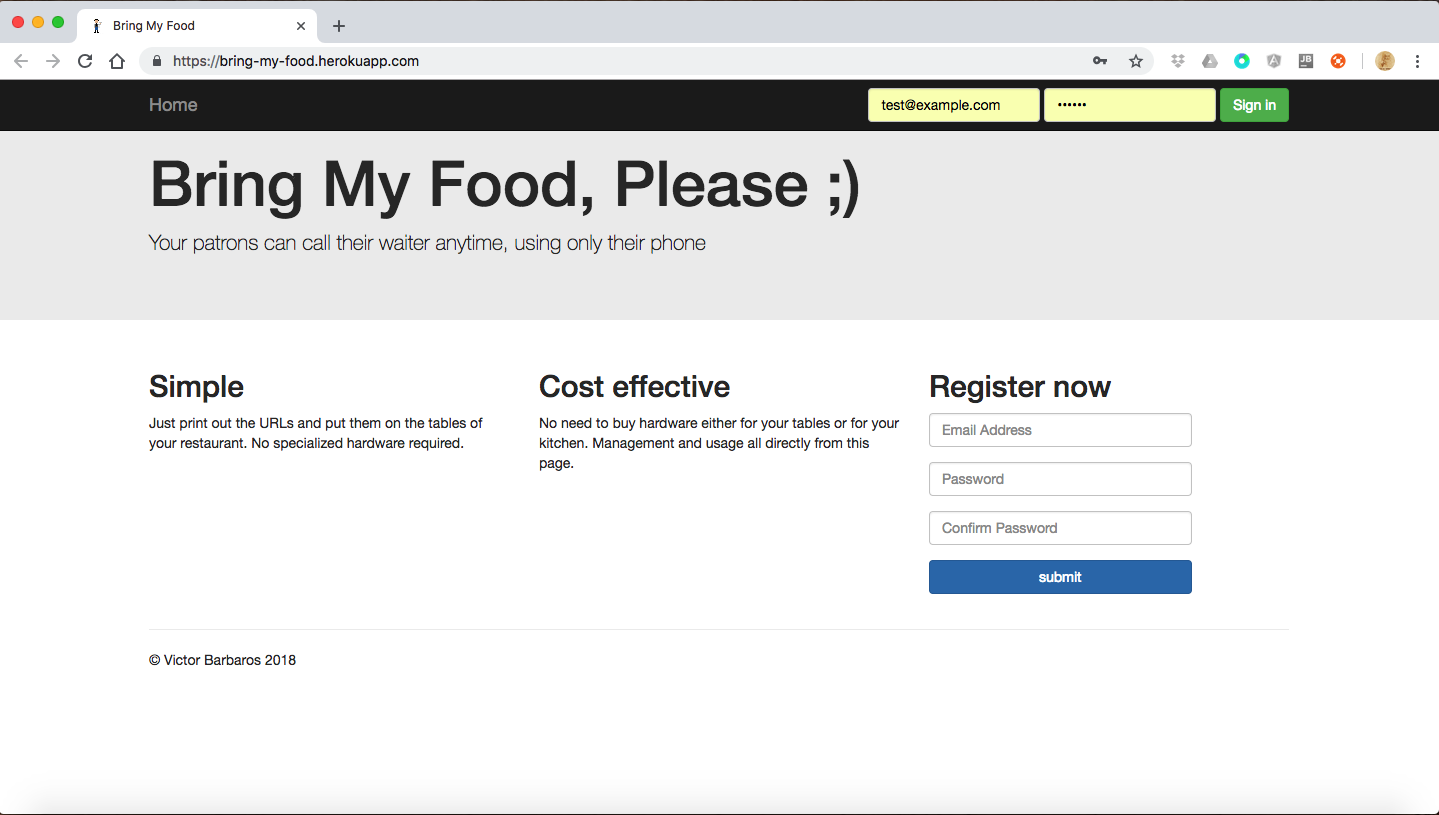 Bring My Food
https://bring-my-food.herokuapp.com
JB
Home
test@example.com
••••••
Sign in
Bring My Food, Please ;)
Your patrons can call their waiter anytime, using only their phone
Simple
Just print out the URLs and put them on the tables of
your restaurant. No specialized hardware required.
Cost effective
No need to buy hardware either for your tables or for your
kitchen. Management and usage all directly from this
page.
Register now
Email Address
Password
Confirm Password
submit
© Victor Barbaros 2018